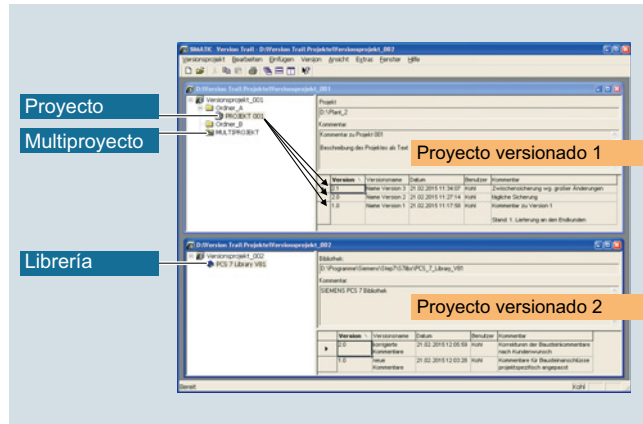 SIMATIC Version Trail - D:\Version Trail Projekte\Versionsprojekt_002
Versionsprojekt Bearbeiten Einfügen Version Ansicht Extras Fenster Hilfe
D:\Version Trail Projekte\Versionsprojekt_001
Proyecto
Multiproyecto
Versionsprojekt_001
Ordner_A
PROJEKT 001
Ordner_B
MULTIPROJEKT
Projekt
D:\Plant_2
Kommentar:
Kommentar zu Projekt 001
Beschreibung des Projektes als Text
Proyecto versionado 1
Version Versionsname Datum Benutzer Kommentar
2.1 Name Version 3 21.02.2015 11:34:07 Kohl Zwischensicherung wg. großer Änderungen
2.0 Name Version 2 21.02.2015 11:27:14 Kohl tägliche Sicherung
1.0 Name Version 1 21.02.2015 11:17:58 Kohl Kommentar zu Version 1
Stand: 1. Lieferung an den Endkunden
D:\Version Trail Projekte\Versionsprojekt_002
Librería
Versionsprojekt_002
PCS 7 Library V81
Bibliothek:
D:\Programme\Siemens\Step7\S7libs\PCS_7_Library_V81
Kommentar:
SIEMENS PCS 7 Bibliothek
Proyecto versionado 2
Version Versionsname Datum Benutzer Kommentar
2.0 korrigierte Kommentare 21.02.2015 12:05:59 Kohl Korrekturen der Bausteinkommentare nach Kundenwunsch
1.0 neue Kommentare 21.02.2015 12:03:28 Kohl Kommentare für Bausteinanschlüsse projektspezifisch angepasst
Bereit
Kohl